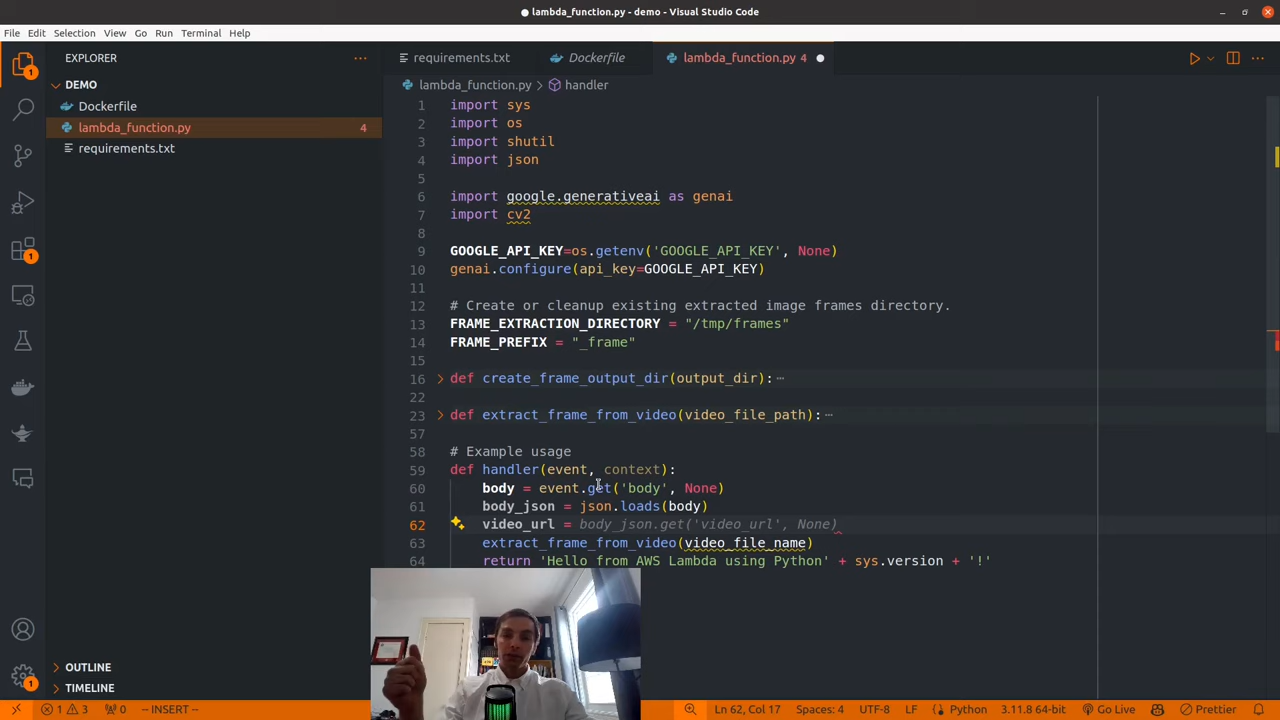 lambda_function.py - demo - Visual Studio Code
File Edit Selection View Go Run Terminal Help
EXPLORER
requirements.txt
Dockerfile
lambda_function.py 4
DEMO
Dockerfile
lambda_function.py 4
requirements.txt
lambda_function.py > handler
1 import sys
2 import os
3 import shutil
4 import json
5
6 import google.generativeai as genai
7 import cv2
8
9 GOOGLE_API_KEY=os.getenv('GOOGLE_API_KEY', None)
10 genai.configure(api_key=GOOGLE_API_KEY)
11
12 # Create or cleanup existing extracted image frames directory.
13 FRAME_EXTRACTION_DIRECTORY = "/tmp/frames"
14 FRAME_PREFIX = "_frame"
15
16 def create_frame_output_dir(output_dir):
22
23 def extract_frame_from_video(video_file_path):
57
58 # Example usage
59 def handler(event, context):
60 body = event.get('body', None)
61 body_json = json.loads(body)
62 video_url = body_json.get('video_url', None)
63 extract_frame_from_video(video_file_name)
64 return 'Hello from AWS Lambda using Python' + sys.version + '!'
1
1
1
OUTLINE
TIMELINE
1 3 0 -- INSERT -- Ln 62, Col 17 Spaces: 4 UTF-8 LF Python 3.11.8 64-bit Go Live Prettier